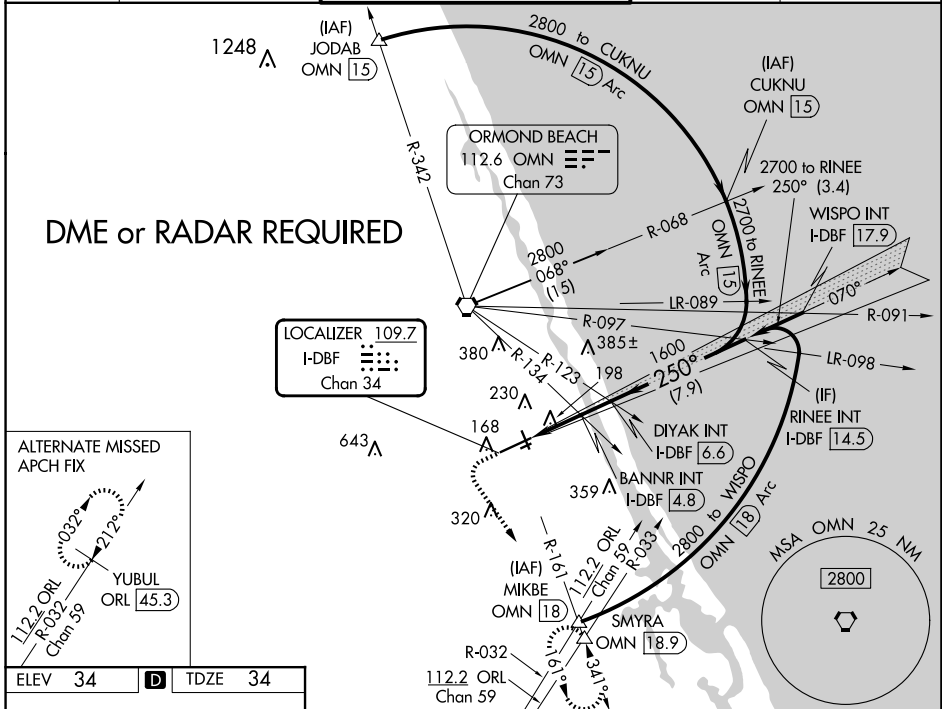 (IAF)
JODAB
OMN 15
1248
2800 to CUKNU
OMN 15 Arc
(IAF)
CUKNU
OMN 15
ORMOND BEACH
112.6 OMN
Chan 73
R-342
2700 to RINEE
250° (3.4)
WISPO INT
I-DBF 17.9
DME or RADAR REQUIRED
R-068
2800
068°
(15)
2700 to RINEE
OMN 15
Arc
LR-089
070°
R-091
R-097
LR-098
LOCALIZER 109.7
I-DBF
Chan 34
380
385±
R-134
R-123
198
1600
250°
(7.9)
230
168
643
(IF)
RINEE INT
I-DBF 14.5
DIYAK INT
I-DBF 6.6
BANNR INT
I-DBF 4.8
359
320
2800 to WISPO
OMN 18 Arc
ALTERNATE MISSED
APCH FIX
032°
212°
YUBUL
ORL 45.3
112.2 ORL
R-032
Chan 59
R-161
112.2 ORL
Chan 59
R-033
(IAF)
MIKBE
OMN 18
SMYRA
OMN 18.9
R-032
112.2 ORL
Chan 59
161°
341°
MSA OMN 25 NM
2800
ELEV 34 D TDZE 34